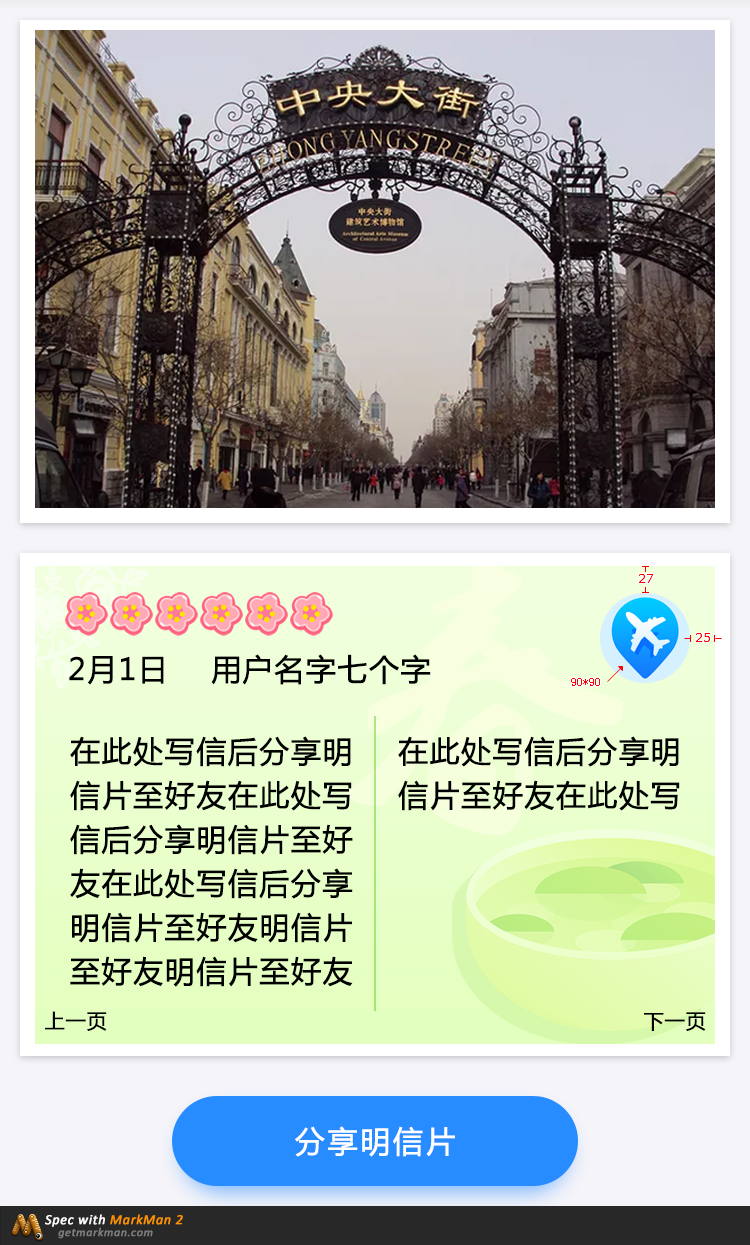 中央大街
ZHONG YANG STREET
中央大街
建筑艺术博物馆
Architectural Arts Museum
of Central Avenue
27
25
90*90
2月1日 用户名字七个字
在此处写信后分享明
信片至好友在此处写
信后分享明信片至好
友在此处写信后分享
明信片至好友明信片
至好友明信片至好友
在此处写信后分享明
信片至好友在此处写
上一页
下一页
分享明信片
Spec with MarkMan 2
getmarkman.com